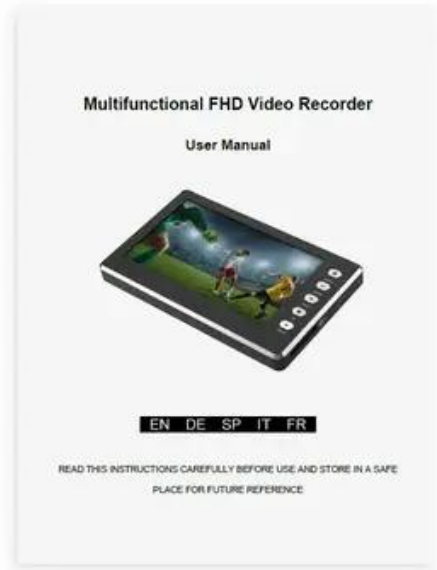 Multifunctional FHD Video Recorder
User Manual
EN DE SP IT FR
READ THIS INSTRUCTIONS CAREFULLY BEFORE USE AND STORE IN A SAFE
PLACE FOR FUTURE REFERENCE